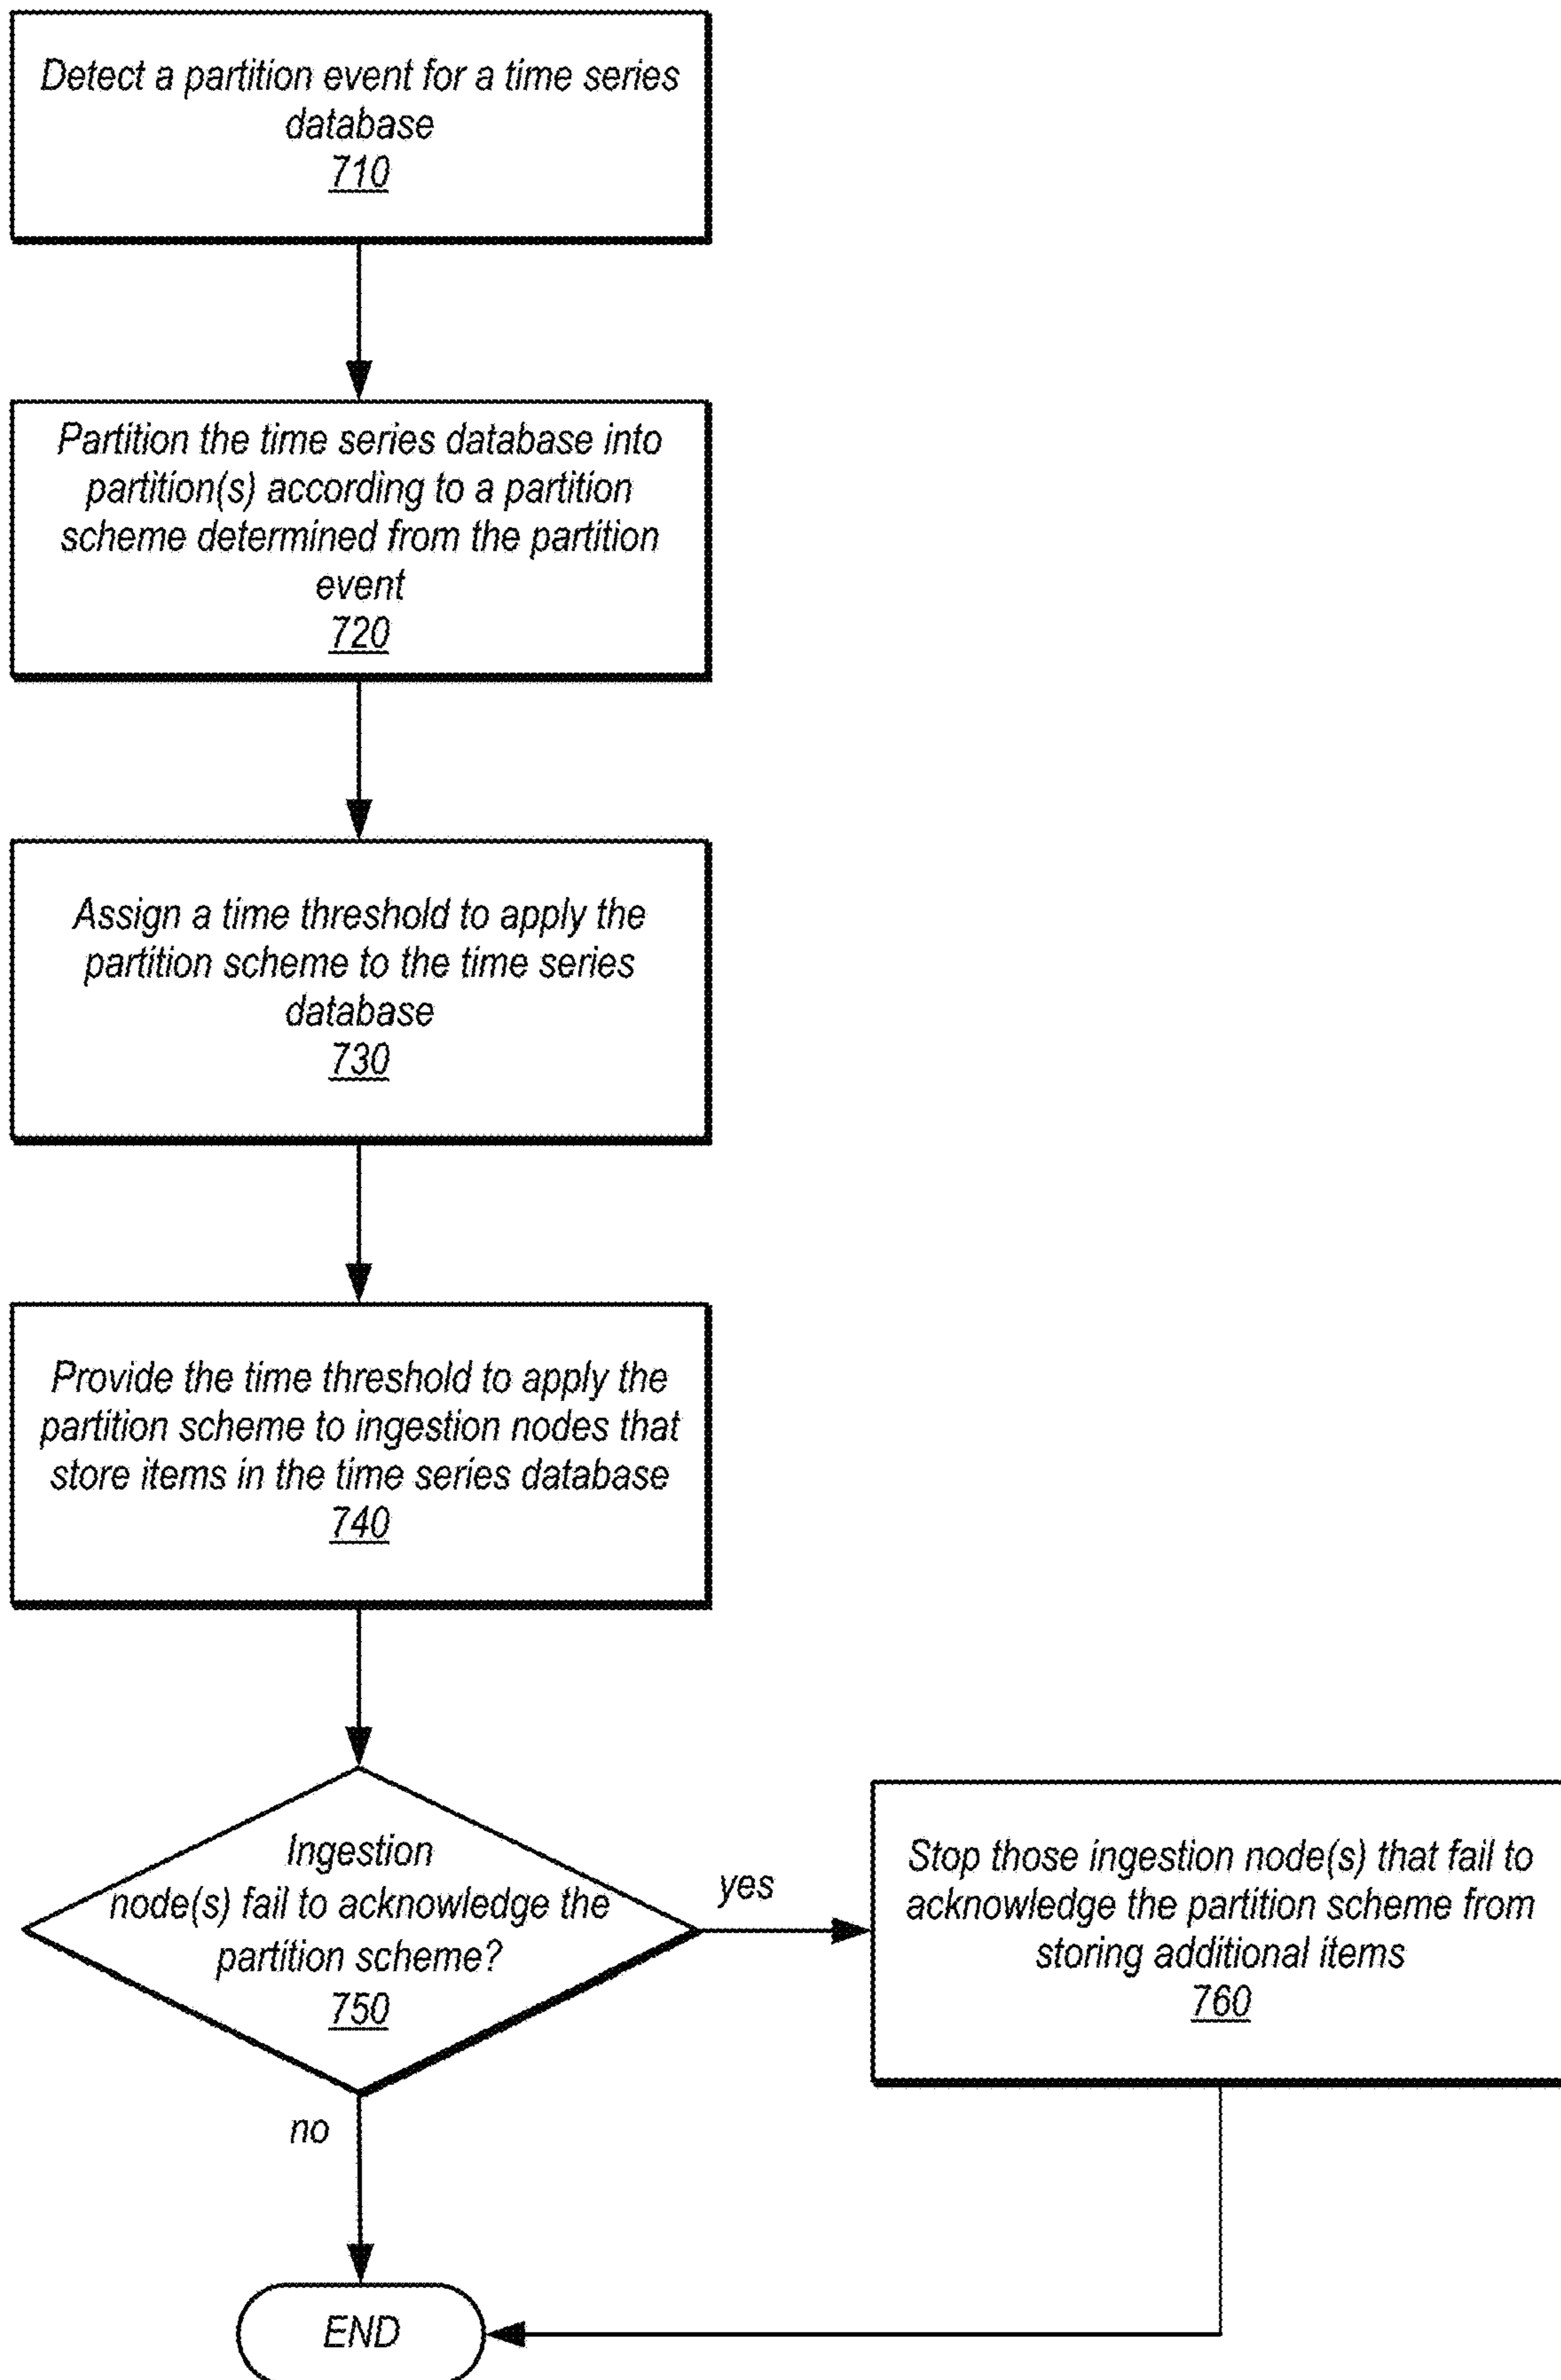 Detect a partition event for a time series
database
710
Partition the time series database into
partition(s) according to a partition
scheme determined from the partition
event
720
Assign a time threshold to apply the
partition scheme to the time series
database
730
Provide the time threshold to apply the
partition scheme to ingestion nodes that
store items in the time series database
740
Ingestion
node(s) fail to acknowledge the
partition scheme?
750
yes
Stop those ingestion node(s) that fail to
acknowledge the partition scheme from
storing additional items
760
no
END